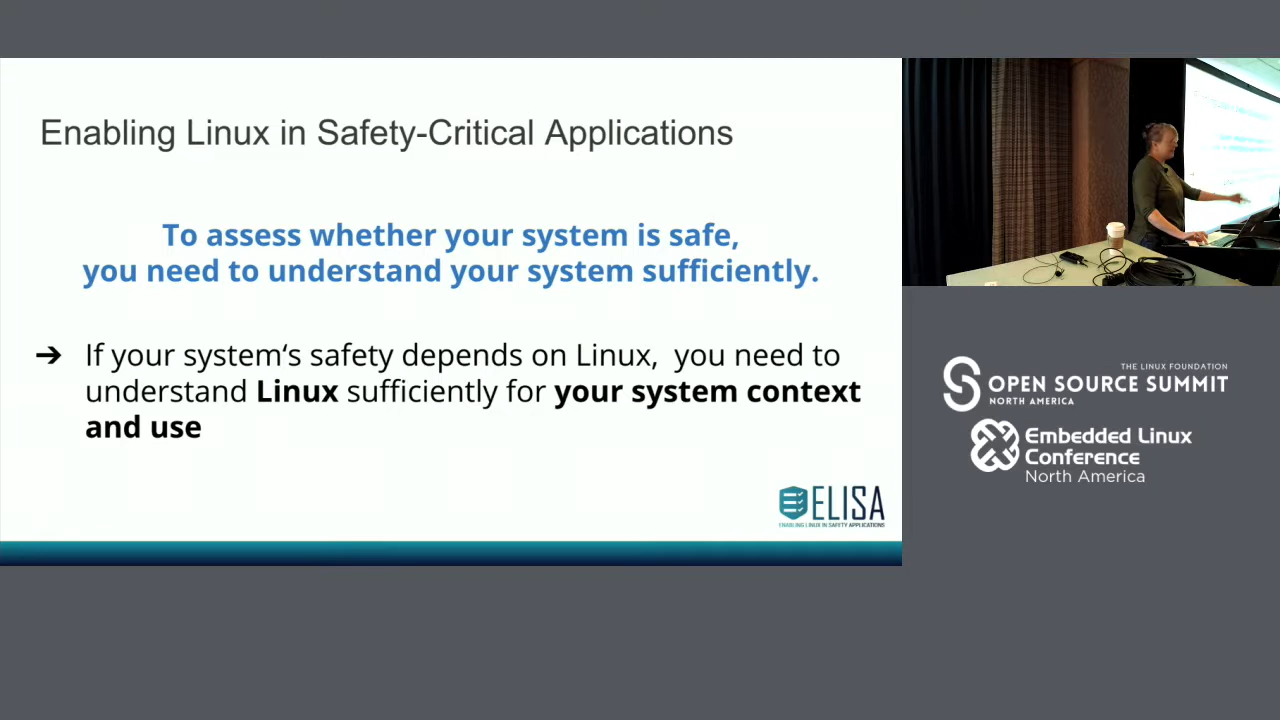 Enabling Linux in Safety-Critical Applications
To assess whether your system is safe,
you need to understand your system sufficiently.
➔ If your system‘s safety depends on Linux, you need to
understand Linux sufficiently for your system context
and use
ELISA
ENABLING LINUX IN SAFETY APPLICATIONS
THE LINUX FOUNDATION
OPEN SOURCE SUMMIT
NORTH AMERICA
Embedded Linux
Conference
North America